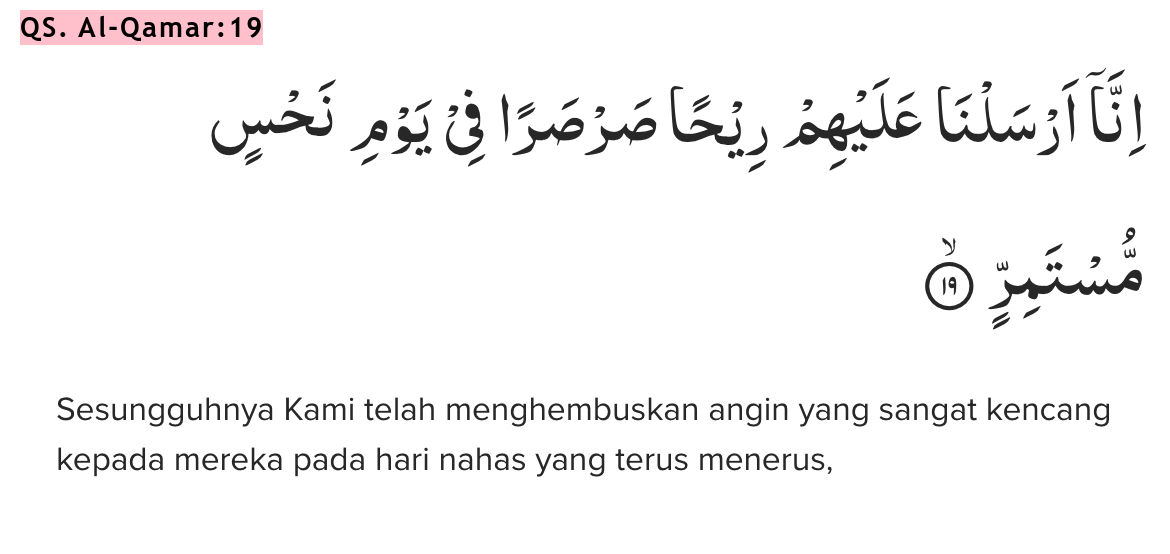 QS. Al-Qamar:19
اِنَّآ اَرْسَلْنَا عَلَيْهِمْ رِيْحًا صَرْصَرًا فِيْ يَوْمِ نَحْسٍ
مُّسْتَمِرٍّۙ ١٩
Sesungguhnya Kami telah menghembuskan angin yang sangat kencang
kepada mereka pada hari nahas yang terus menerus,